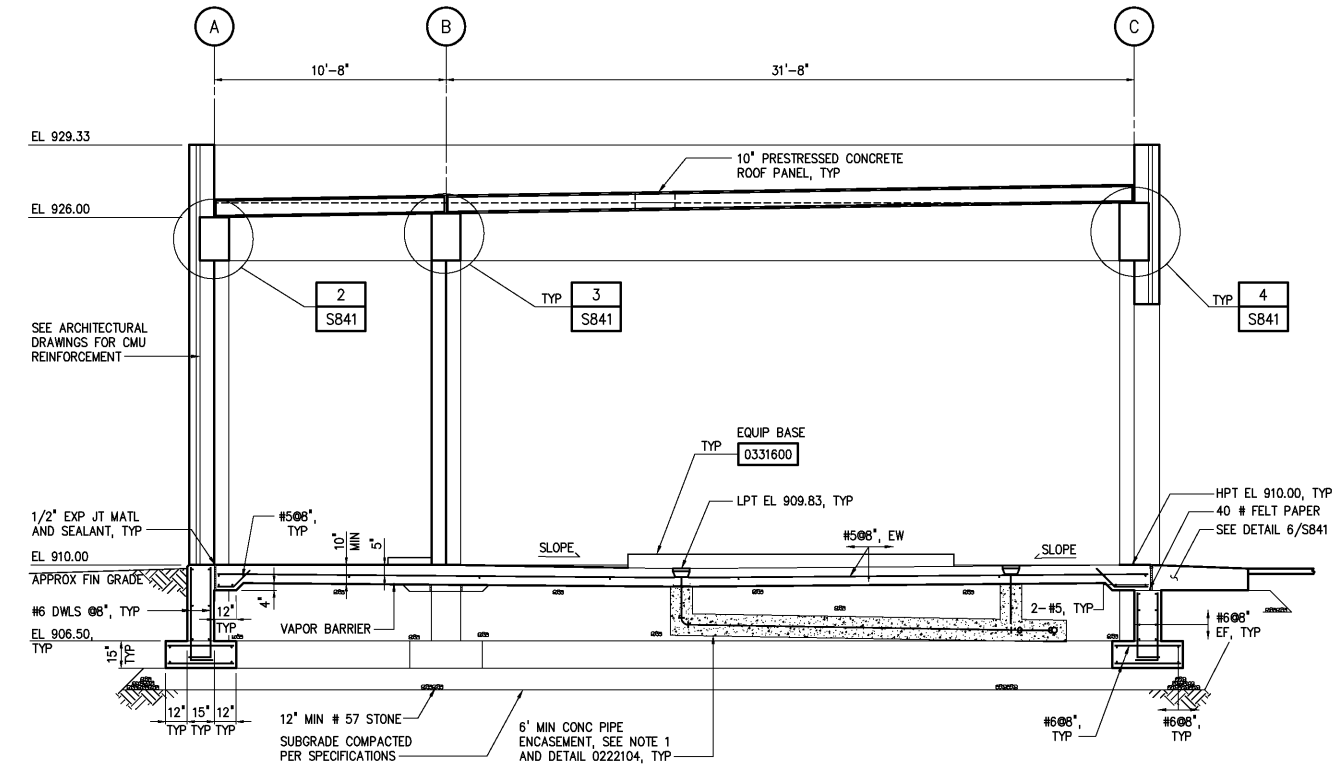 A
B
C
10'-8"
31'-8"
EL 929.33
10" PRESTRESSED CONCRETE
ROOF PANEL, TYP
EL 926.00
2
S841
TYP
3
S841
TYP
4
S841
SEE ARCHITECTURAL
DRAWINGS FOR CMU
REINFORCEMENT
EQUIP BASE
TYP
0331600
LPT EL 909.83, TYP
HPT EL 910.00, TYP
40 # FELT PAPER
SEE DETAIL 6/S841
1/2" EXP JT MATL
AND SEALANT, TYP
#5@8",
TYP
10"
MIN
5"
#5@8", EW
SLOPE
SLOPE
EL 910.00
APPROX FIN GRADE
4"
#6 DWLS @8", TYP
12"
TYP
VAPOR BARRIER
2-#5, TYP
#6@8"
EF, TYP
EL 906.50,
TYP
15"
TYP
12"
TYP
15"
TYP
12"
TYP
12" MIN # 57 STONE
SUBGRADE COMPACTED
PER SPECIFICATIONS
6' MIN CONC PIPE
ENCASEMENT, SEE NOTE 1
AND DETAIL 0222104, TYP
#6@8",
TYP
#6@8",
TYP